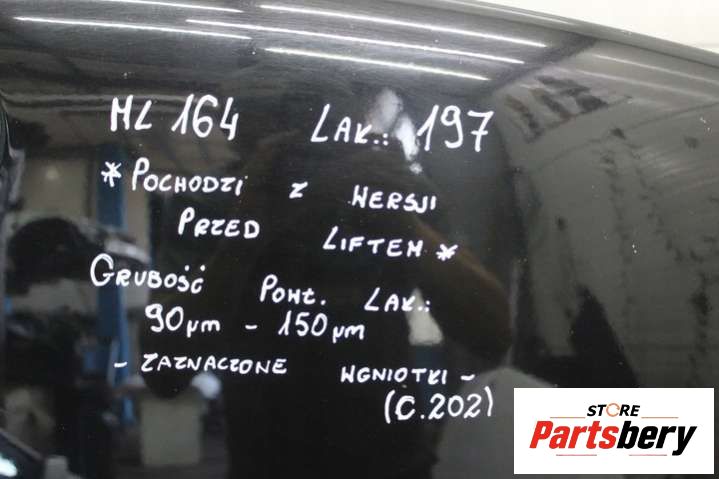 ML 164 LAK.: 197
* POCHODZI Z WERSJI
PRZED LIFTEM *
GRUBOŚĆ POWŁ. LAK.:
90µm - 150µm
- ZAZNACZONE WGNIOTKI -
(C.202)
STORE
Partsbery